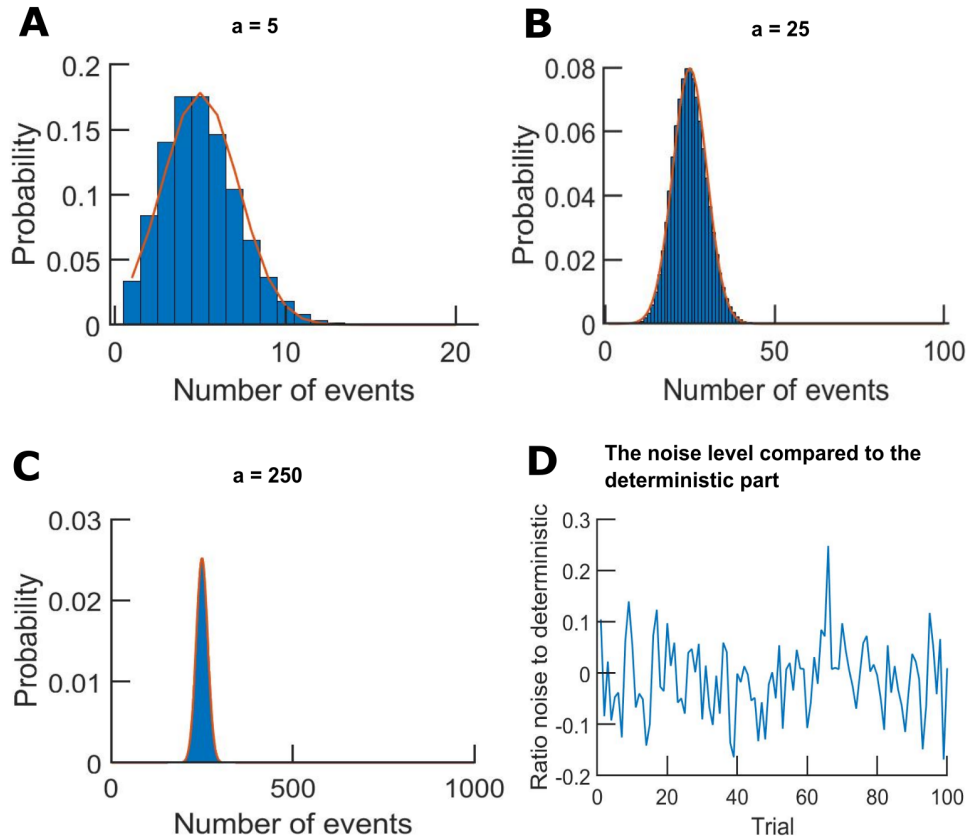 A
a = 5
0.2
0.15
0.1
0.05
0
Probability
0
10
20
Number of events
B
a = 25
0.08
0.06
0.04
0.02
0
Probability
0
50
100
Number of events
C
a = 250
0.03
0.02
0.01
0
Probability
0
500
1000
Number of events
D
The noise level compared to the
deterministic part
0.3
0.2
0.1
0
-0.1
-0.2
Ratio noise to deterministic
0
20
40
60
80
100
Trial